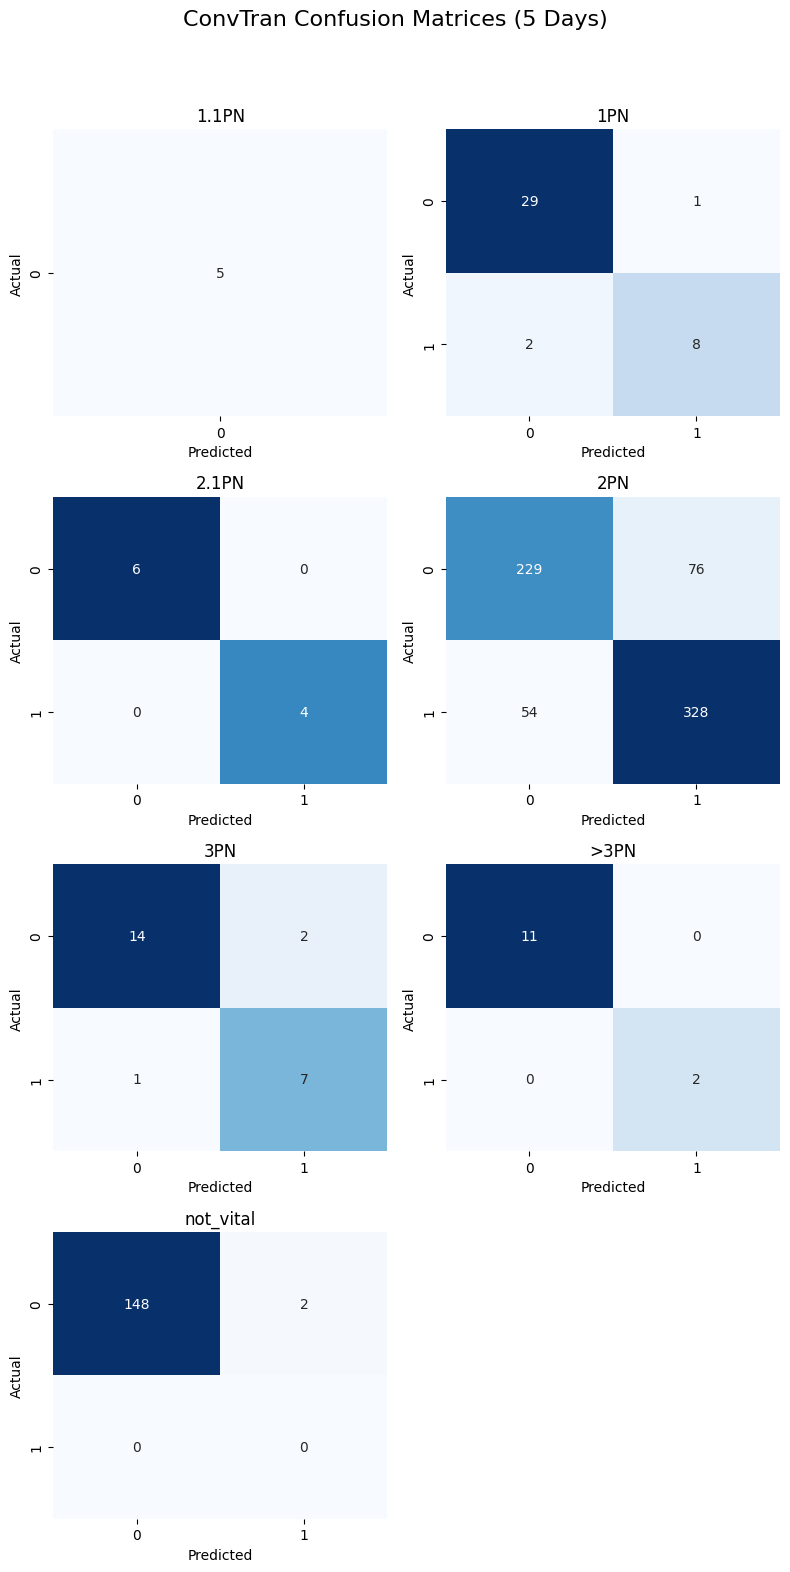 ConvTran Confusion Matrices (5 Days)
1.1PN
Actual
0
5
0
Predicted
1PN
Actual
0
29
1
1
2
8
0
1
Predicted
2.1PN
Actual
0
6
0
1
0
4
0
1
Predicted
2PN
Actual
0
229
76
1
54
328
0
1
Predicted
3PN
Actual
0
14
2
1
1
7
0
1
Predicted
>3PN
Actual
0
11
0
1
0
2
0
1
Predicted
not_vital
Actual
0
148
2
1
0
0
0
1
Predicted